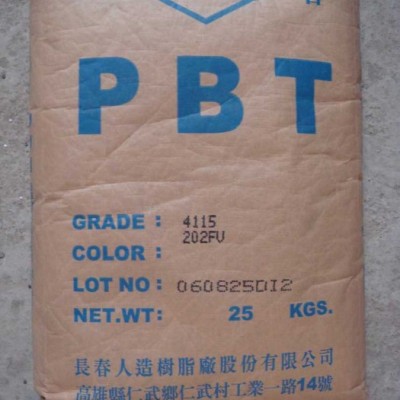 PBT
GRADE: 4115
202FU
COLOR:
LOT NO: 060825DI2
NET.WT: 25 KGS.
長春人造樹脂廠股份有限公司
高雄縣仁武鄉仁武村工業一路14號